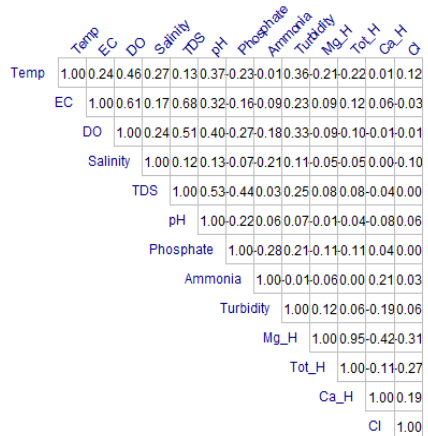 Temp EC DO Salinity TDS pH Phosphate Ammonia Turbidity Mg_H Tot_H Ca_H Cl
Temp 1.00 0.24 0.46 0.27 0.13 0.37 -0.23 -0.01 0.36 -0.21 -0.22 0.01 0.12
EC 1.00 0.61 0.17 0.68 0.32 -0.16 -0.09 0.23 0.09 0.12 0.06 -0.03
DO 1.00 0.24 0.51 0.40 -0.27 -0.18 0.33 -0.09 -0.10 -0.01 -0.01
Salinity 1.00 0.12 0.13 -0.07 -0.21 0.11 -0.05 -0.05 0.00 -0.10
TDS 1.00 0.53 -0.44 0.03 0.25 0.08 0.08 -0.04 0.00
pH 1.00 -0.22 0.06 0.07 -0.01 -0.04 -0.08 0.06
Phosphate 1.00 -0.28 0.21 -0.11 -0.11 0.04 0.00
Ammonia 1.00 -0.01 -0.06 0.00 0.21 0.03
Turbidity 1.00 0.12 0.06 -0.19 0.06
Mg_H 1.00 0.95 -0.42 -0.31
Tot_H 1.00 -0.11 -0.27
Ca_H 1.00 0.19
Cl 1.00